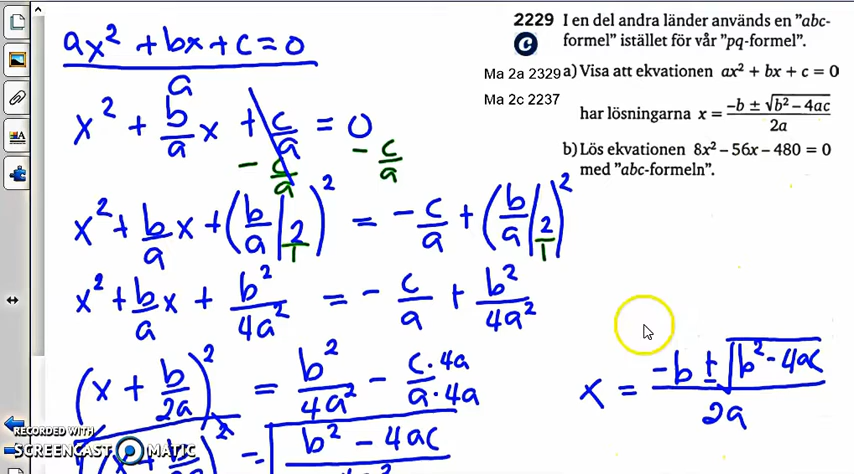 ax² + bx + c = 0
a
x² + b/a x + c/a = 0
- c/a - c/a
x² + b/a x + (b/a | 2/1)² = - c/a + (b/a | 2/1)²
x² + b/a x + b²/4a² = - c/a + b²/4a²
(x + b/2a)² = b²/4a² - c·4a/a·4a
b² - 4ac
2229 I en del andra länder används en ”abc-
C formel” istället för vår ”pq-formel”.
Ma 2a 2329 a) Visa att ekvationen ax² + bx + c = 0
Ma 2c 2237
har lösningarna x = -b ± √(b² - 4ac) / 2a
b) Lös ekvationen 8x² - 56x - 480 = 0
med ”abc-formeln”.
x = -b ± √(b² - 4ac) / 2a
RECORDED WITH
SCREENCAST MATIC